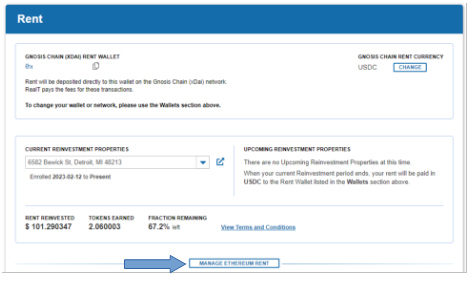 Rent
GNOSIS CHAIN (XDAI) RENT WALLET
0x
GNOSIS CHAIN RENT CURRENCY
USDC CHANGE
Rent will be deposited directly to this wallet on the Gnosis Chain (xDai) network.
RealT pays the fees for these transactions.
To change your wallet or network, please use the Wallets section above.
CURRENT REINVESTMENT PROPERTIES
6582 Bewick St, Detroit, MI 48213
Enrolled 2023-02-12 to Present
UPCOMING REINVESTMENT PROPERTIES
There are no Upcoming Reinvestment Properties at this time.
When your current Reinvestment period ends, your rent will be paid in
USDC to the Rent Wallet listed in the Wallets section above.
RENT REINVESTED TOKENS EARNED FRACTION REMAINING
$ 101.290347 2.060003 67.2% left View Terms and Conditions
MANAGE ETHEREUM RENT